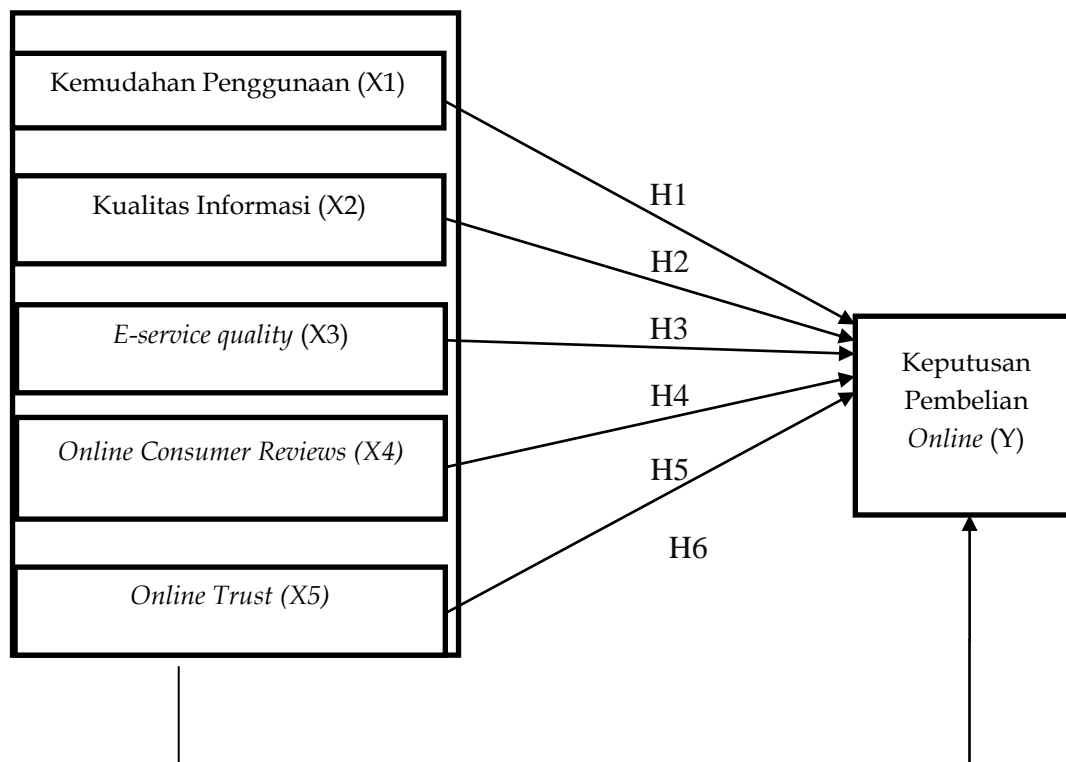 Kemudahan Penggunaan (X1)
Kualitas Informasi (X2)
E-service quality (X3)
Online Consumer Reviews (X4)
Online Trust (X5)
H1
H2
H3
H4
H5
H6
Keputusan
Pembelian
Online (Y)